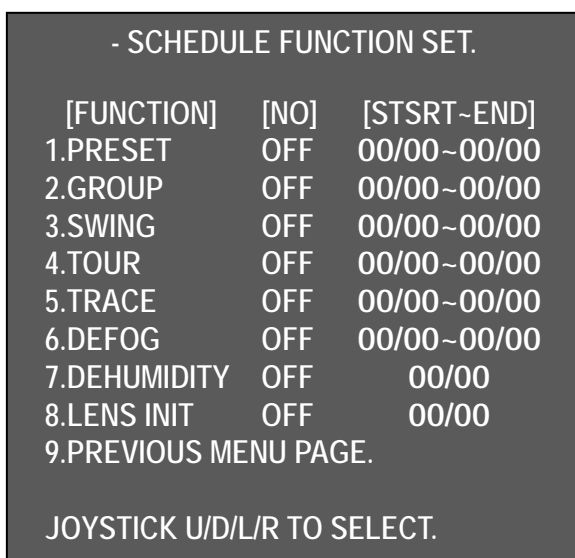 - SCHEDULE FUNCTION SET.
[FUNCTION] [NO] [STSRT~END]
1.PRESET OFF 00/00~00/00
2.GROUP OFF 00/00~00/00
3.SWING OFF 00/00~00/00
4.TOUR OFF 00/00~00/00
5.TRACE OFF 00/00~00/00
6.DEFOG OFF 00/00~00/00
7.DEHUMIDITY OFF 00/00
8.LENS INIT OFF 00/00
9.PREVIOUS MENU PAGE.
JOYSTICK U/D/L/R TO SELECT.